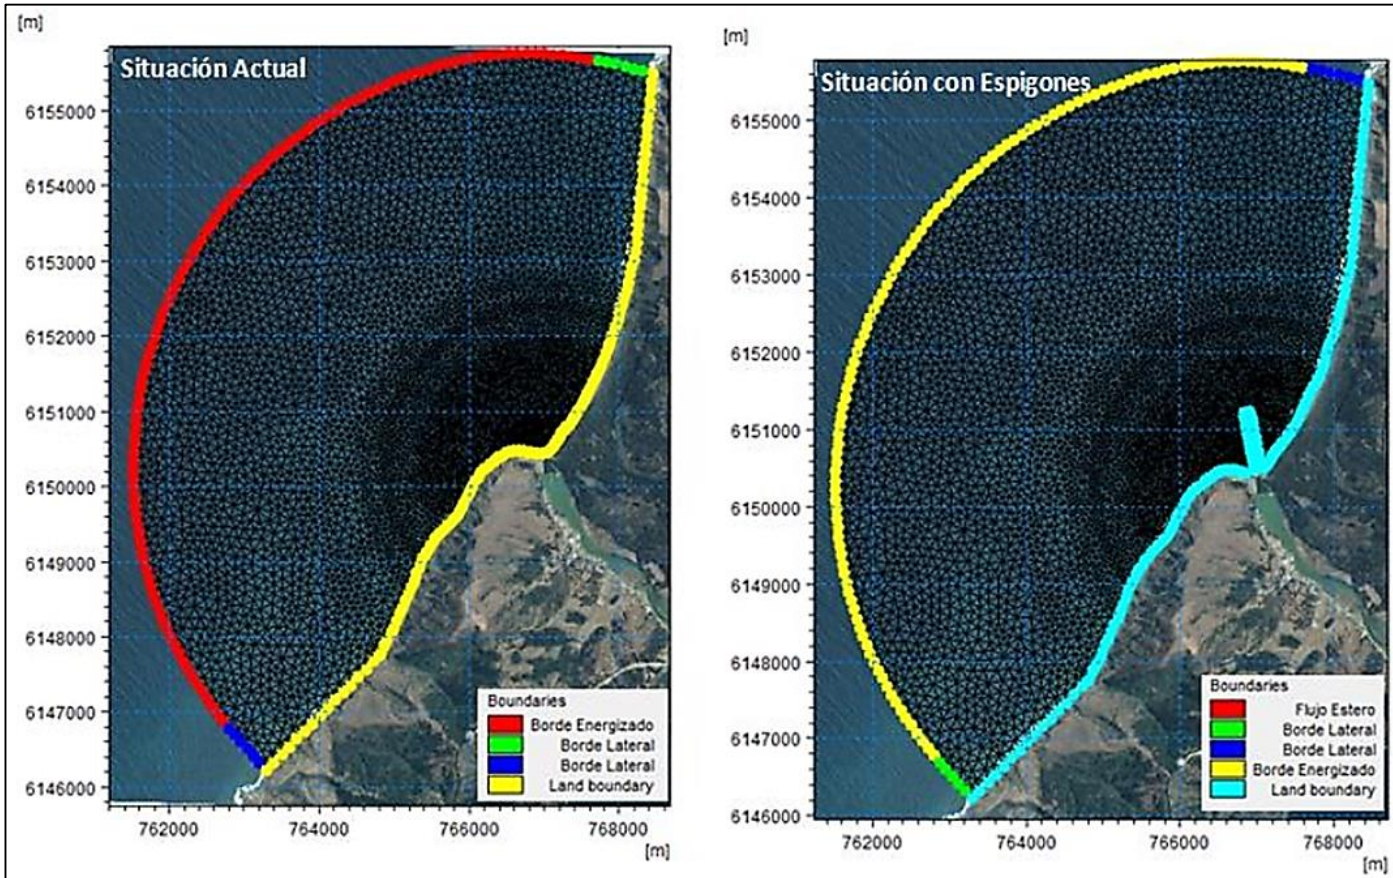 [m]
Situación Actual
6155000
6154000
6153000
6152000
6151000
6150000
6149000
6148000
6147000
6146000
762000
764000
766000
768000
[m]
Boundaries
Borde Energizado
Borde Lateral
Borde Lateral
Land boundary
[m]
Situación con Espigones
6155000
6154000
6153000
6152000
6151000
6150000
6149000
6148000
6147000
6146000
762000
764000
766000
768000
[m]
Boundaries
Flujo Estero
Borde Lateral
Borde Lateral
Borde Energizado
Land boundary